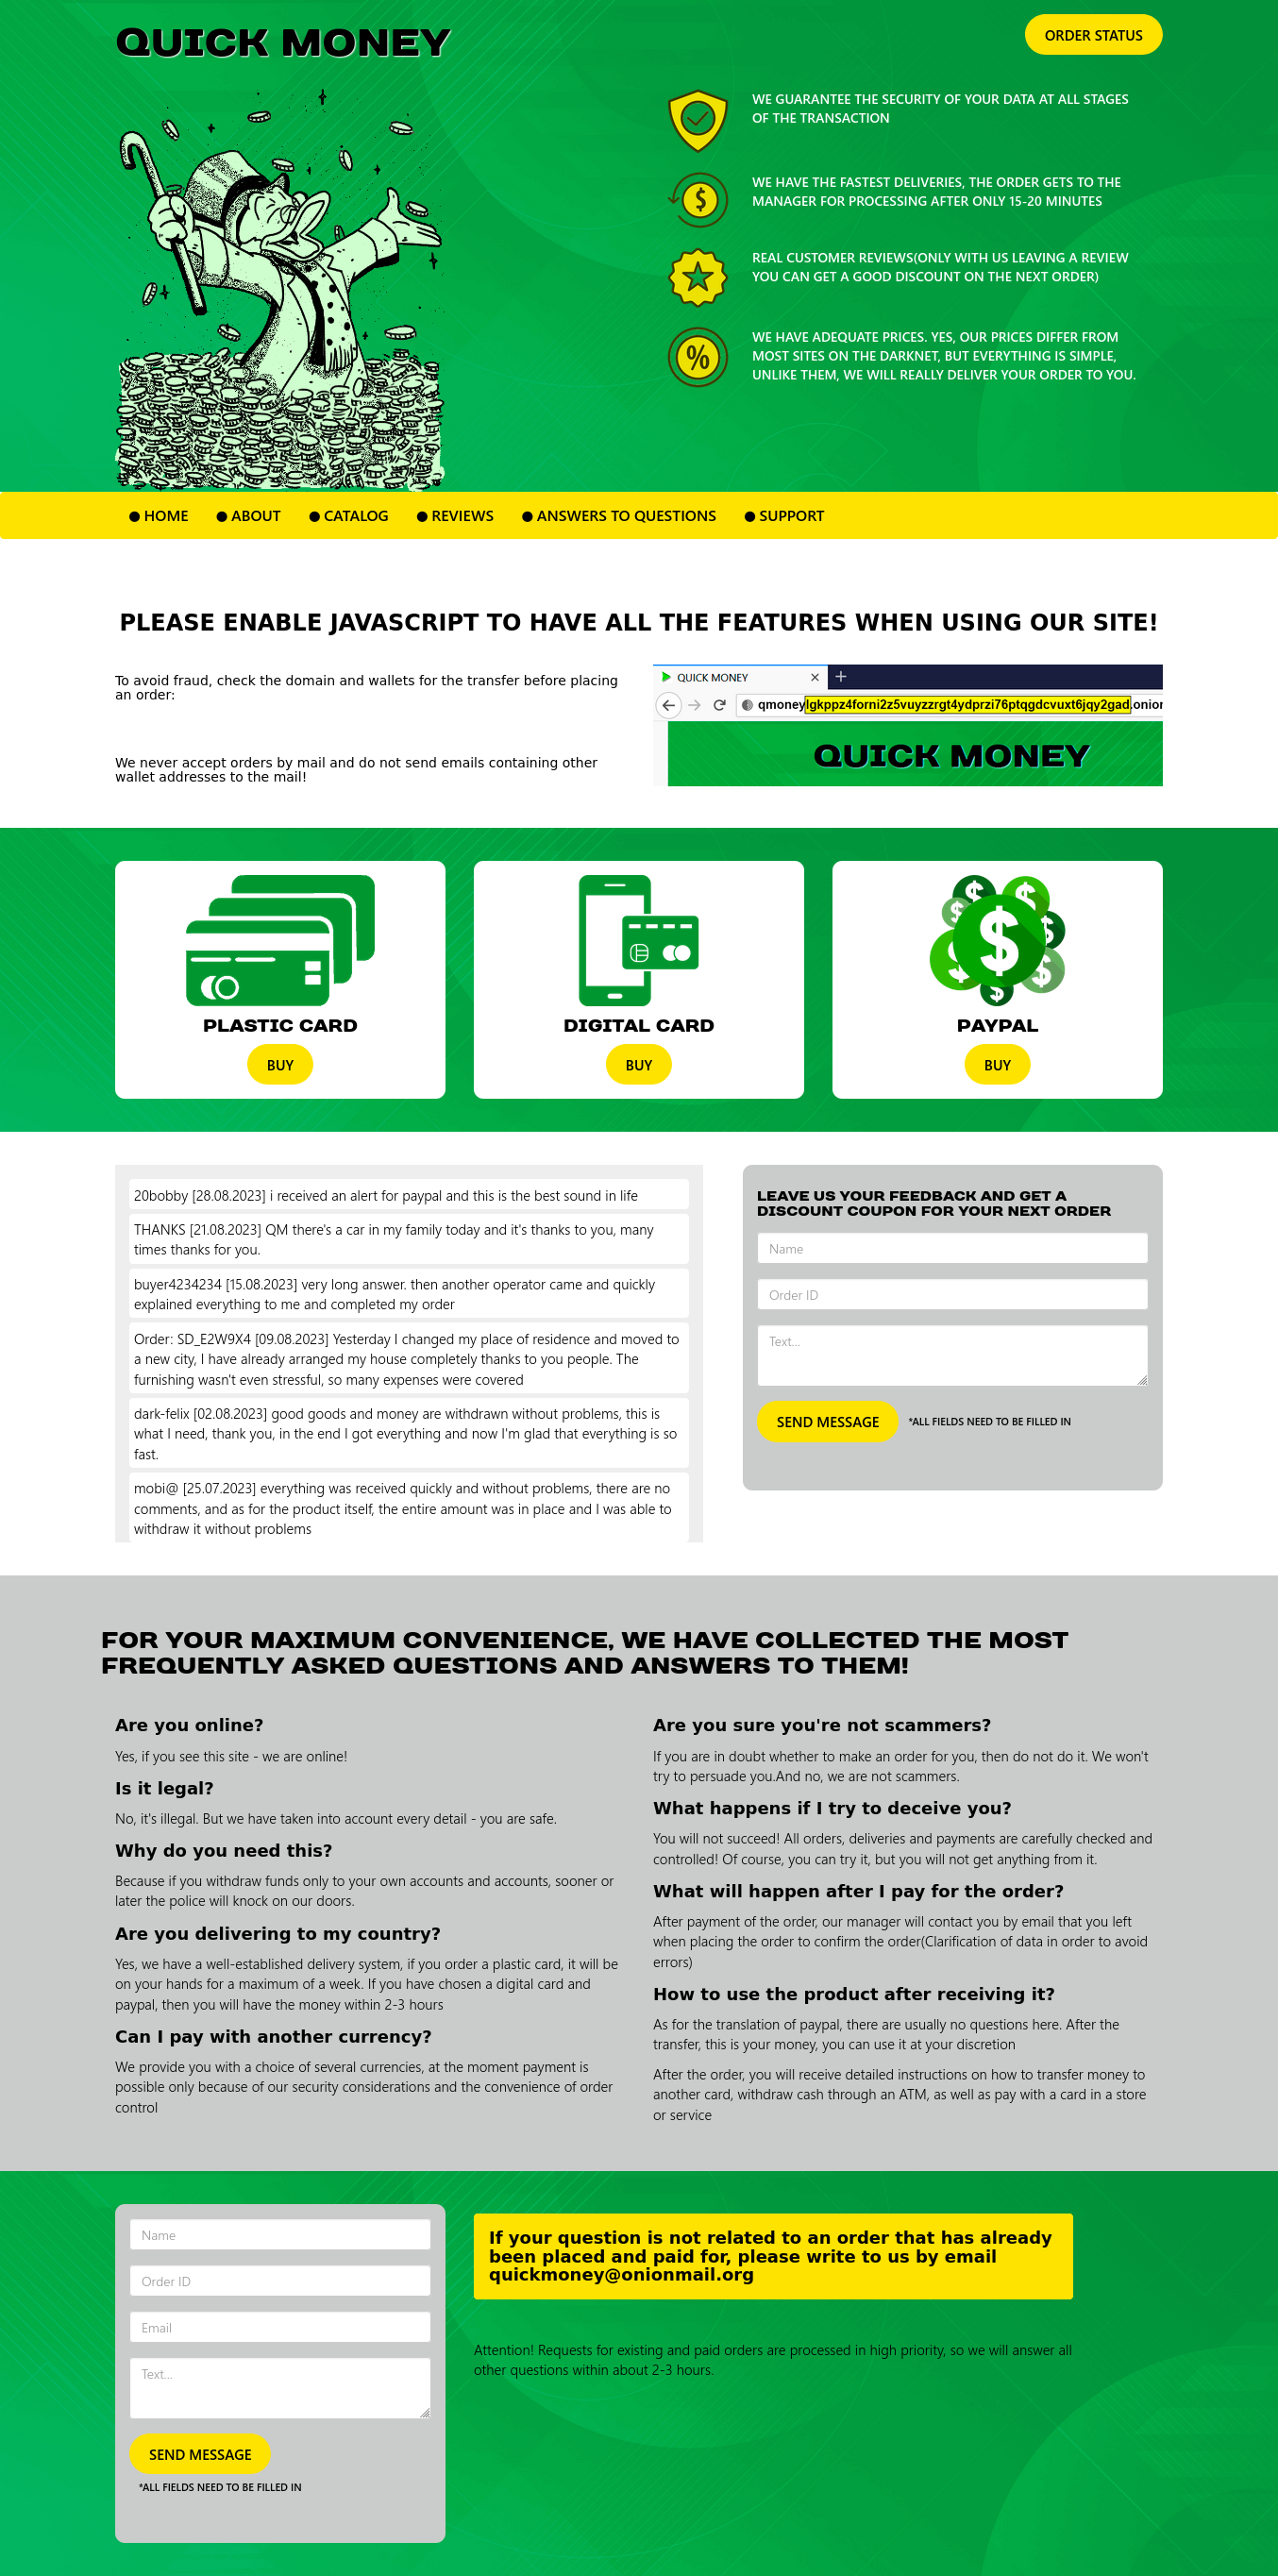 QUICK MONEY
ORDER STATUS
WE GUARANTEE THE SECURITY OF YOUR DATA AT ALL STAGES
OF THE TRANSACTION
WE HAVE THE FASTEST DELIVERIES, THE ORDER GETS TO THE
MANAGER FOR PROCESSING AFTER ONLY 15-20 MINUTES
REAL CUSTOMER REVIEWS(ONLY WITH US LEAVING A REVIEW
YOU CAN GET A GOOD DISCOUNT ON THE NEXT ORDER)
WE HAVE ADEQUATE PRICES. YES, OUR PRICES DIFFER FROM
MOST SITES ON THE DARKNET, BUT EVERYTHING IS SIMPLE,
UNLIKE THEM, WE WILL REALLY DELIVER YOUR ORDER TO YOU.
HOME
ABOUT
CATALOG
REVIEWS
ANSWERS TO QUESTIONS
SUPPORT
PLEASE ENABLE JAVASCRIPT TO HAVE ALL THE FEATURES WHEN USING OUR SITE!
To avoid fraud, check the domain and wallets for the transfer before placing
an order:
We never accept orders by mail and do not send emails containing other
wallet addresses to the mail!
QUICK MONEY
qmoneylgkppz4forni2z5vuyzzrgt4ydprzi76ptqgdcvuxt6jqy2gad.onion
QUICK MONEY
PLASTIC CARD
BUY
DIGITAL CARD
BUY
PAYPAL
BUY
20bobby [28.08.2023] i received an alert for paypal and this is the best sound in life
THANKS [21.08.2023] QM there's a car in my family today and it's thanks to you, many
times thanks for you.
buyer4234234 [15.08.2023] very long answer. then another operator came and quickly
explained everything to me and completed my order
Order: SD_E2W9X4 [09.08.2023] Yesterday I changed my place of residence and moved to
a new city, I have already arranged my house completely thanks to you people. The
furnishing wasn't even stressful, so many expenses were covered
dark-felix [02.08.2023] good goods and money are withdrawn without problems, this is
what I need, thank you, in the end I got everything and now I'm glad that everything is so
fast.
mobi@ [25.07.2023] everything was received quickly and without problems, there are no
comments, and as for the product itself, the entire amount was in place and I was able to
withdraw it without problems
LEAVE US YOUR FEEDBACK AND GET A
DISCOUNT COUPON FOR YOUR NEXT ORDER
Name
Order ID
Text...
SEND MESSAGE
*ALL FIELDS NEED TO BE FILLED IN
FOR YOUR MAXIMUM CONVENIENCE, WE HAVE COLLECTED THE MOST
FREQUENTLY ASKED QUESTIONS AND ANSWERS TO THEM!
Are you online?
Yes, if you see this site - we are online!
Is it legal?
No, it's illegal. But we have taken into account every detail - you are safe.
Why do you need this?
Because if you withdraw funds only to your own accounts and accounts, sooner or
later the police will knock on our doors.
Are you delivering to my country?
Yes, we have a well-established delivery system, if you order a plastic card, it will be
on your hands for a maximum of a week. If you have chosen a digital card and
paypal, then you will have the money within 2-3 hours
Can I pay with another currency?
We provide you with a choice of several currencies, at the moment payment is
possible only because of our security considerations and the convenience of order
control
Are you sure you're not scammers?
If you are in doubt whether to make an order for you, then do not do it. We won't
try to persuade you.And no, we are not scammers.
What happens if I try to deceive you?
You will not succeed! All orders, deliveries and payments are carefully checked and
controlled! Of course, you can try it, but you will not get anything from it.
What will happen after I pay for the order?
After payment of the order, our manager will contact you by email that you left
when placing the order to confirm the order(Clarification of data in order to avoid
errors)
How to use the product after receiving it?
As for the translation of paypal, there are usually no questions here. After the
transfer, this is your money, you can use it at your discretion
After the order, you will receive detailed instructions on how to transfer money to
another card, withdraw cash through an ATM, as well as pay with a card in a store
or service
Name
Order ID
Email
Text...
SEND MESSAGE
*ALL FIELDS NEED TO BE FILLED IN
If your question is not related to an order that has already
been placed and paid for, please write to us by email
quickmoney@onionmail.org
Attention! Requests for existing and paid orders are processed in high priority, so we will answer all
other questions within about 2-3 hours.